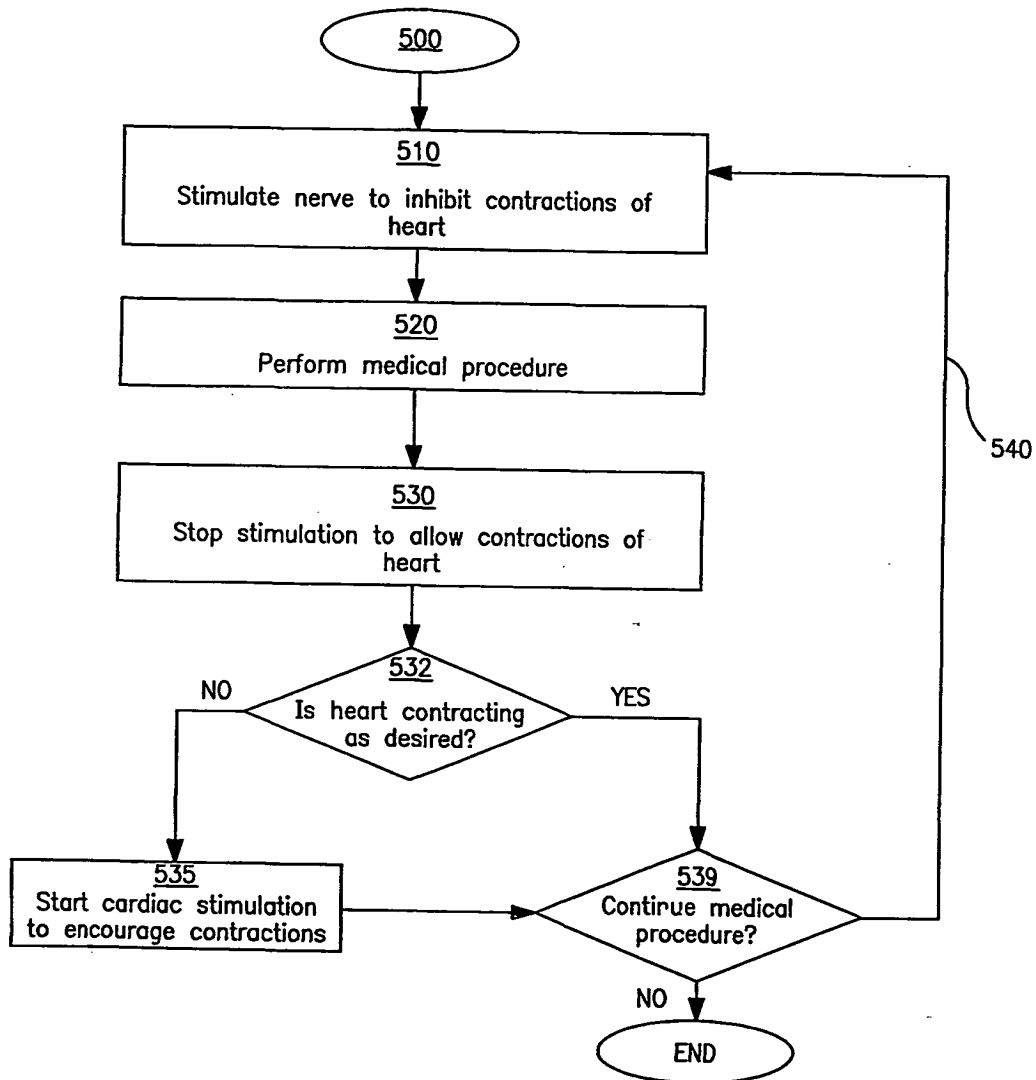 500
510
Stimulate nerve to inhibit contractions of
heart
520
Perform medical procedure
540
530
Stop stimulation to allow contractions of
heart
532
Is heart contracting
as desired?
NO
YES
535
Start cardiac stimulation
to encourage contractions
539
Continue medical
procedure?
NO
END